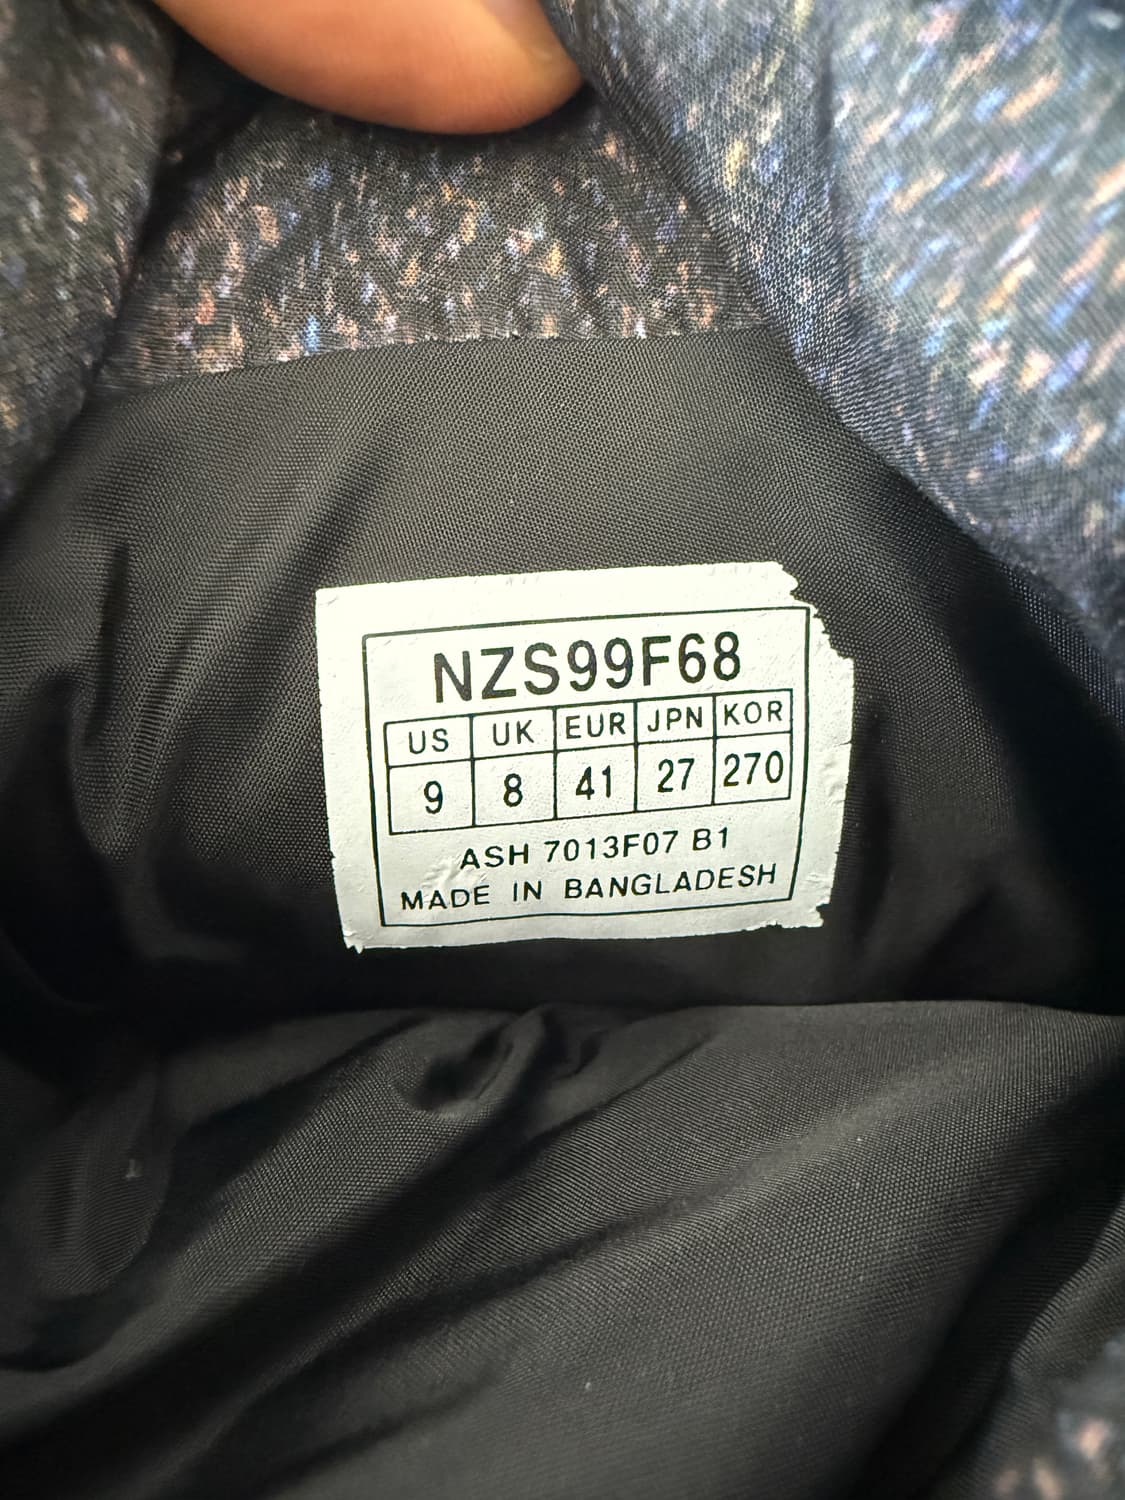 NZS99F68
US UK EUR JPN KOR
9 8 41 27 270
ASH 7013F07 B1
MADE IN BANGLADESH